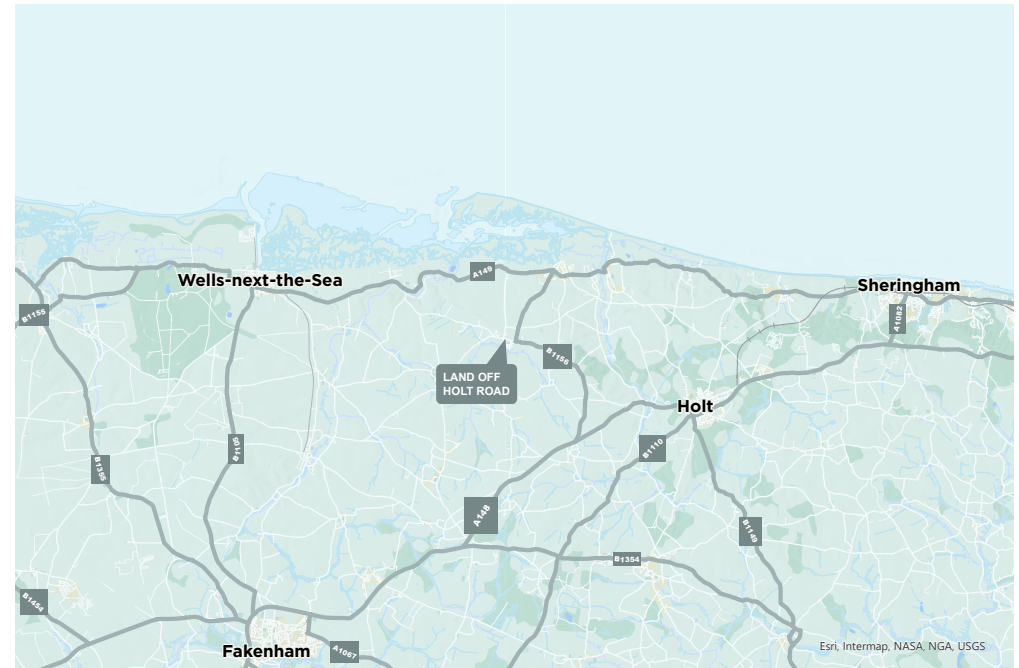 A149
Wells-next-the-Sea
Sheringham
B1155
A1082
B1156
LAND OFF
HOLT ROAD
Holt
B1105
B1110
B1355
A148
B1149
B1354
B1454
Esri, Intermap, NASA, NGA, USGS
Fakenham
A1067